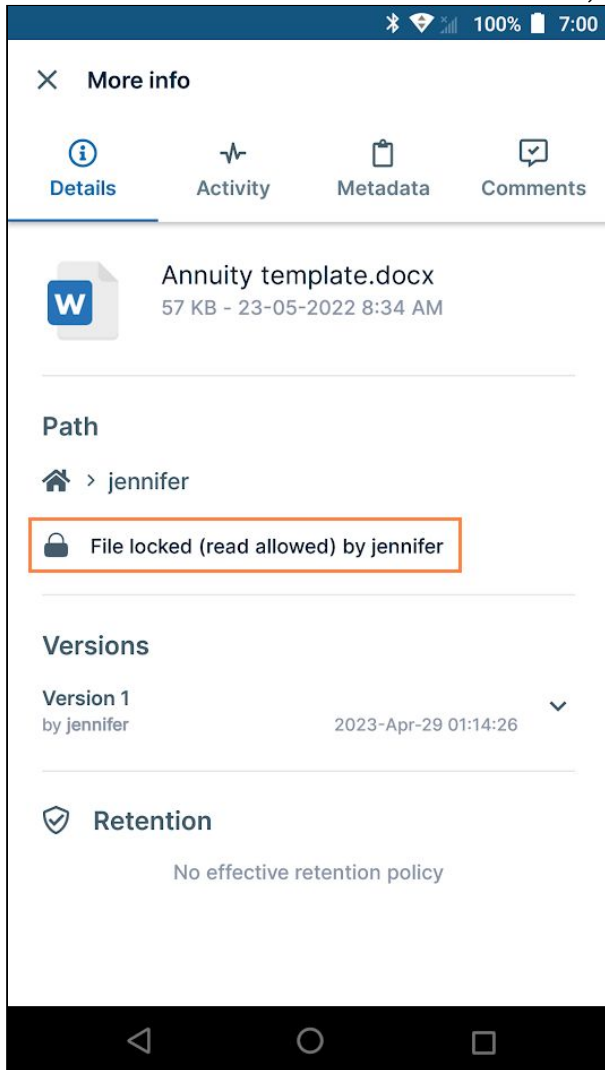 100% 7:00
More info
Details Activity Metadata Comments
W
Annuity template.docx
57 KB - 23-05-2022 8:34 AM
Path
> jennifer
File locked (read allowed) by jennifer
Versions
Version 1
by jennifer 2023-Apr-29 01:14:26
Retention
No effective retention policy